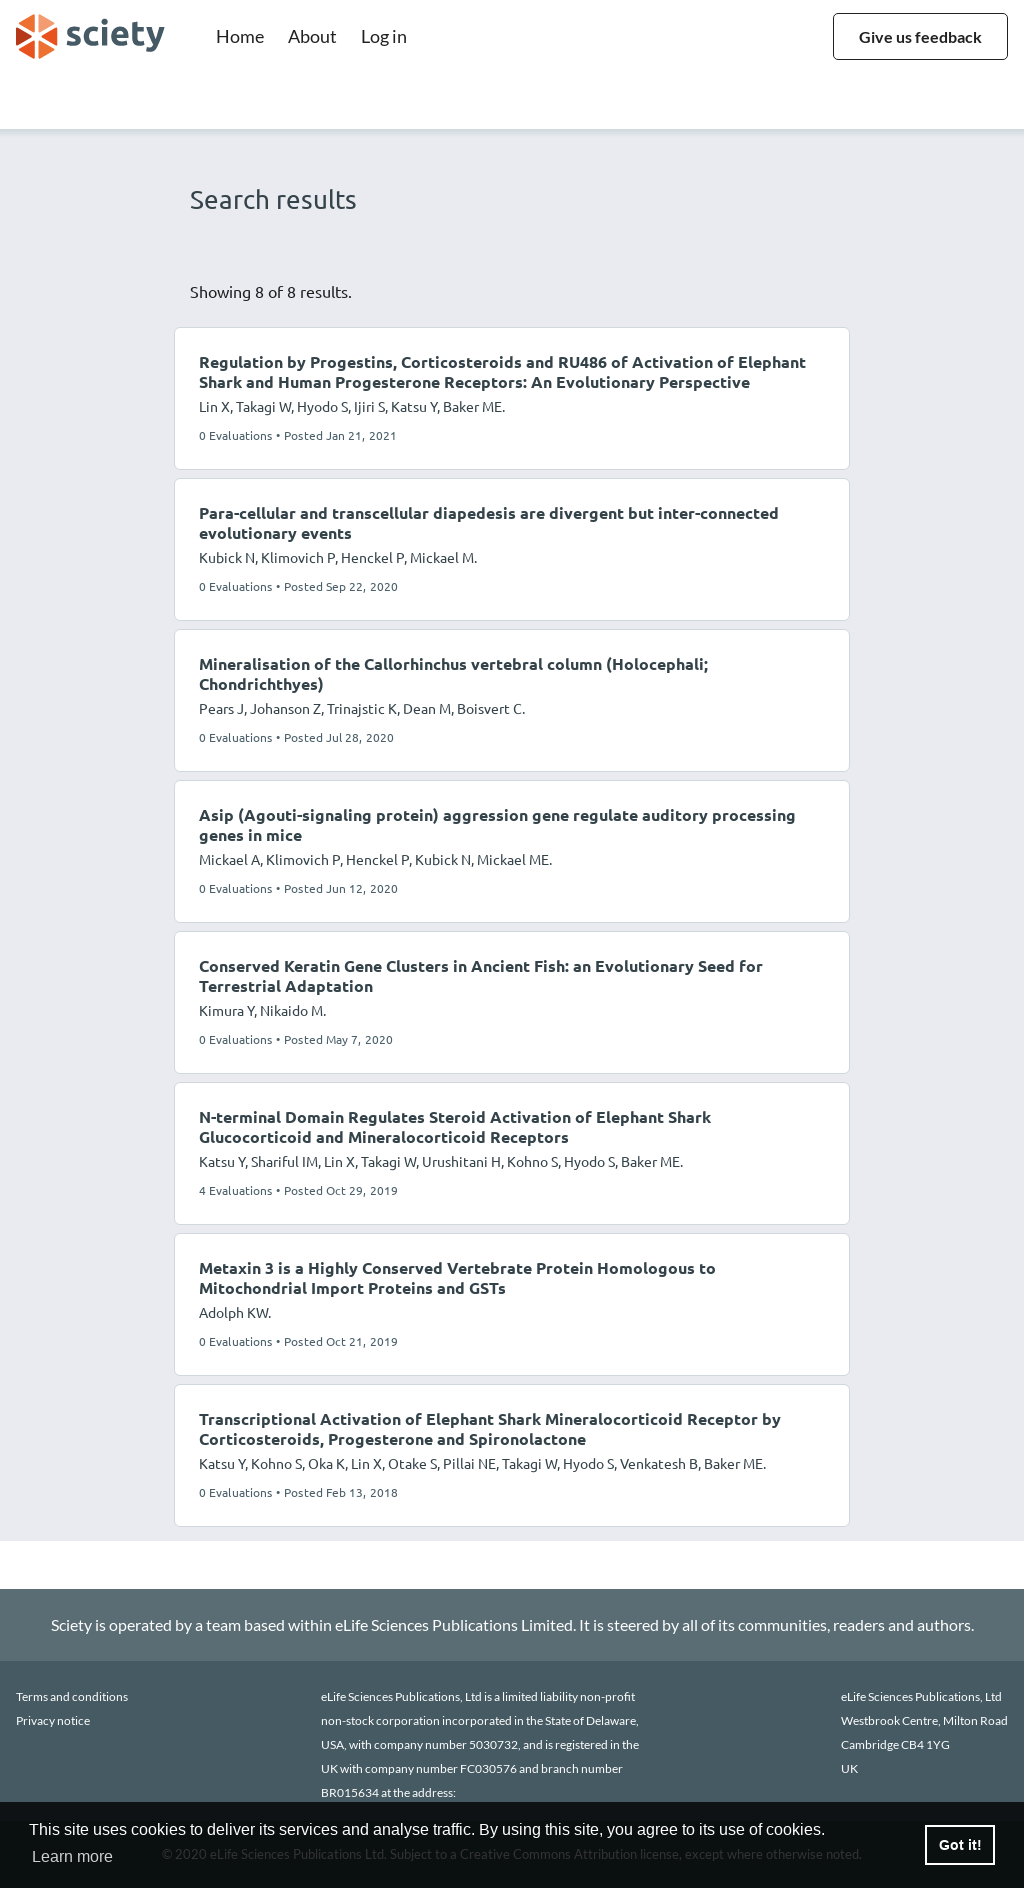 sciety
Home About Log in
Give us feedback
Search results
Showing 8 of 8 results.
Regulation by Progestins, Corticosteroids and RU486 of Activation of Elephant
Shark and Human Progesterone Receptors: An Evolutionary Perspective
Lin X, Takagi W, Hyodo S, Ijiri S, Katsu Y, Baker ME.
0 Evaluations • Posted Jan 21, 2021
Para-cellular and transcellular diapedesis are divergent but inter-connected
evolutionary events
Kubick N, Klimovich P, Henckel P, Mickael M.
0 Evaluations • Posted Sep 22, 2020
Mineralisation of the Callorhinchus vertebral column (Holocephali;
Chondrichthyes)
Pears J, Johanson Z, Trinajstic K, Dean M, Boisvert C.
0 Evaluations • Posted Jul 28, 2020
Asip (Agouti-signaling protein) aggression gene regulate auditory processing
genes in mice
Mickael A, Klimovich P, Henckel P, Kubick N, Mickael ME.
0 Evaluations • Posted Jun 12, 2020
Conserved Keratin Gene Clusters in Ancient Fish: an Evolutionary Seed for
Terrestrial Adaptation
Kimura Y, Nikaido M.
0 Evaluations • Posted May 7, 2020
N-terminal Domain Regulates Steroid Activation of Elephant Shark
Glucocorticoid and Mineralocorticoid Receptors
Katsu Y, Shariful IM, Lin X, Takagi W, Urushitani H, Kohno S, Hyodo S, Baker ME.
4 Evaluations • Posted Oct 29, 2019
Metaxin 3 is a Highly Conserved Vertebrate Protein Homologous to
Mitochondrial Import Proteins and GSTs
Adolph KW.
0 Evaluations • Posted Oct 21, 2019
Transcriptional Activation of Elephant Shark Mineralocorticoid Receptor by
Corticosteroids, Progesterone and Spironolactone
Katsu Y, Kohno S, Oka K, Lin X, Otake S, Pillai NE, Takagi W, Hyodo S, Venkatesh B, Baker ME.
0 Evaluations • Posted Feb 13, 2018
Sciety is operated by a team based within eLife Sciences Publications Limited. It is steered by all of its communities, readers and authors.
Terms and conditions
Privacy notice
eLife Sciences Publications, Ltd is a limited liability non-profit
non-stock corporation incorporated in the State of Delaware,
USA, with company number 5030732, and is registered in the
UK with company number FC030576 and branch number
BR015634 at the address:
eLife Sciences Publications, Ltd
Westbrook Centre, Milton Road
Cambridge CB4 1YG
UK
This site uses cookies to deliver its services and analyse traffic. By using this site, you agree to its use of cookies.
Learn more
Got it!
© 2020 eLife Sciences Publications Ltd. Subject to a Creative Commons Attribution license, except where otherwise noted.